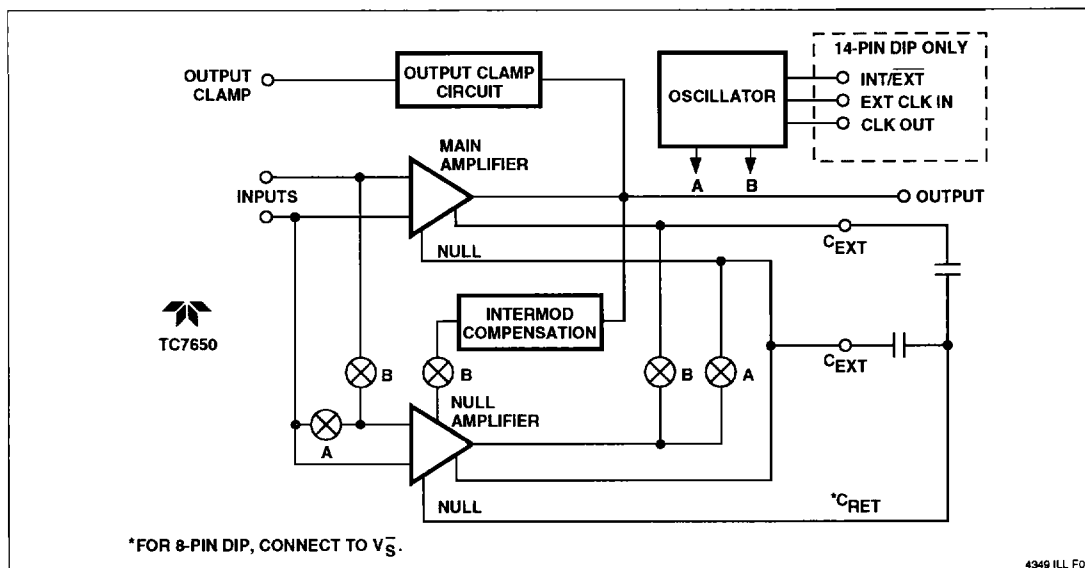 14-PIN DIP ONLY
OUTPUT
CLAMP
OUTPUT CLAMP
CIRCUIT
OSCILLATOR
INT/EXT
EXT CLK IN
CLK OUT
A
B
MAIN
AMPLIFIER
INPUTS
OUTPUT
NULL
CEXT
TC7650
INTERMOD
COMPENSATION
CEXT
B
B
B
A
NULL
AMPLIFIER
A
NULL
*CRET
*FOR 8-PIN DIP, CONNECT TO VS-.
4349 ILL F0